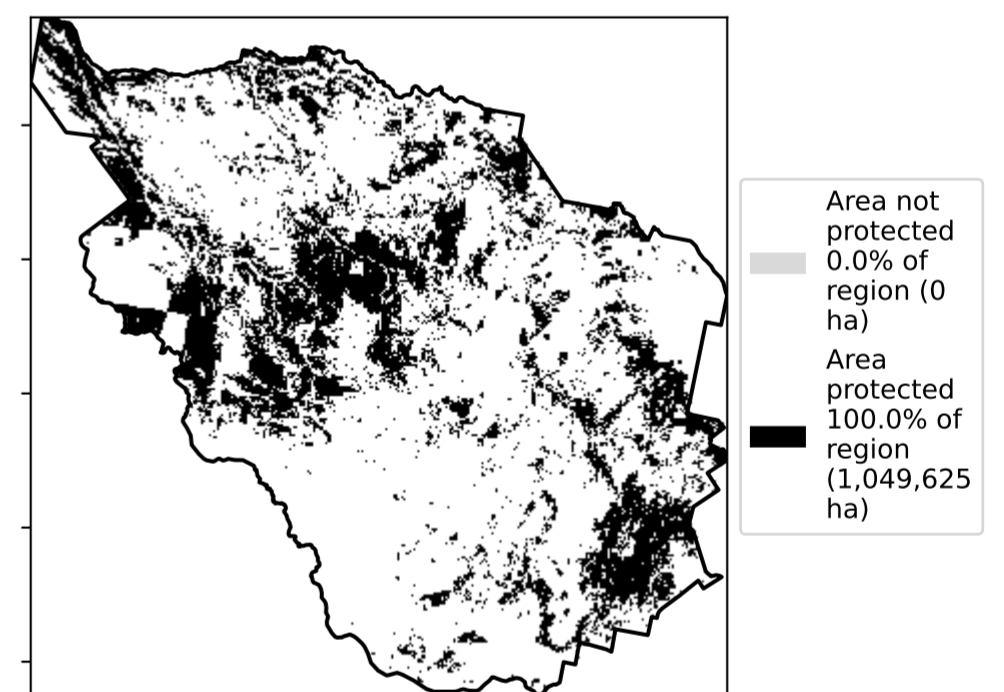 Area not
protected
0.0% of
region (0
ha)
Area
protected
100.0% of
region
(1,049,625
ha)